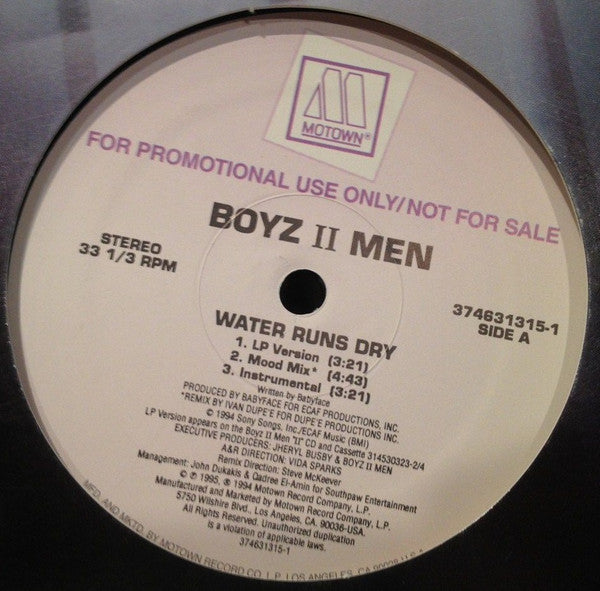 MOTOWN®
FOR PROMOTIONAL USE ONLY/NOT FOR SALE
BOYZ II MEN
STEREO
33 1/3 RPM
374631315-1
SIDE A
WATER RUNS DRY
1. LP Version (3:21)
2. Mood Mix* (4:43)
3. Instrumental (3:21)
Written by Babyface
PRODUCED BY BABYFACE FOR ECAF PRODUCTIONS, INC.
*REMIX BY IVAN DUPE'E FOR DUPE'E PRODUCTIONS, INC.
© 1994 Sony Songs, Inc./ECAF Music (BMI)
LP Version appears on the Boyz II Men "II" CD and Cassette 314530323-2/4
EXECUTIVE PRODUCERS: JHERYL BUSBY & BOYZ II MEN
A&R DIRECTION: VIDA SPARKS
Remix Direction: Steve McKeever
Management: John Dukakis & Qadree El-Amin for Southpaw Entertainment
© ℗ 1995, ℗ 1994 Motown Record Company, L.P.
Manufactured and Marketed by Motown Record Company, L.P.
5750 Wilshire Blvd., Los Angeles, CA. 90036-USA.
All Rights Reserved. Unauthorized duplication
is a violation of applicable laws.
374631315-1
MFD. AND MKTD. BY MOTOWN RECORD CO. L.P. LOS ANGELES, CA